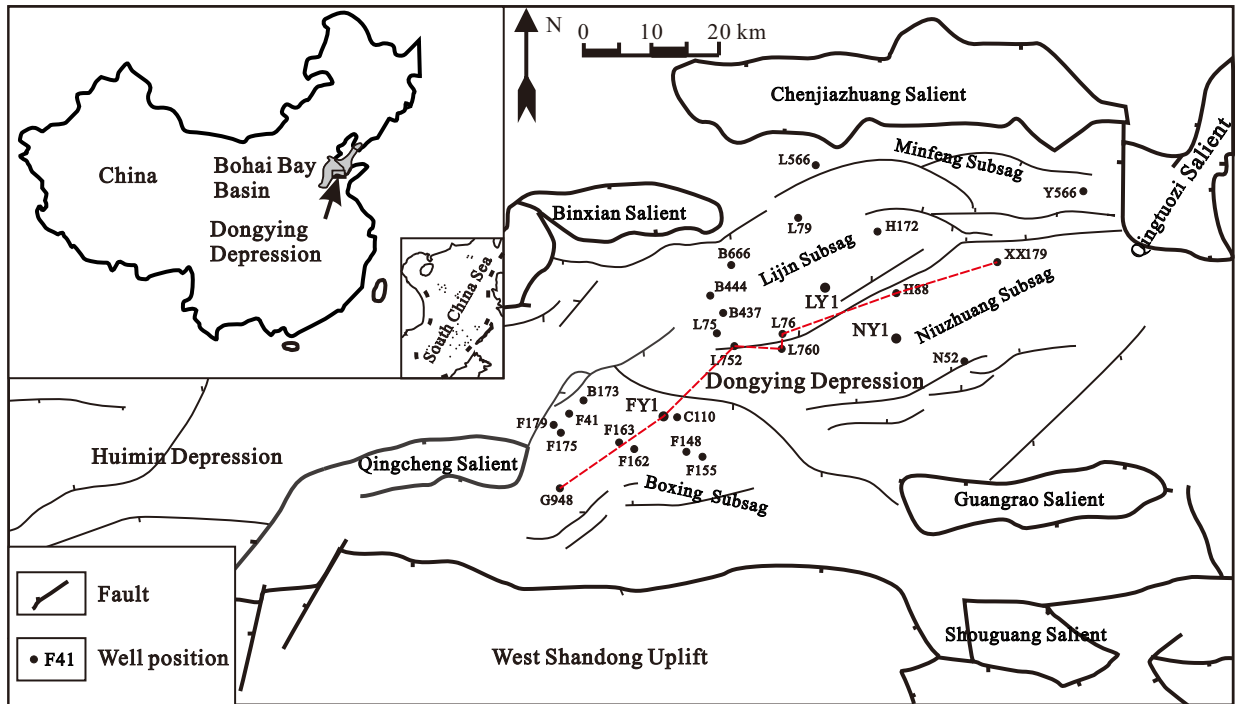 N
0 10 20 km
China
Bohai Bay
Basin
Dongying
Depression
South China Sea
Chenjiazhuang Salient
Minfeng Subsag
Qingtuozi Salient
L566
Y566
Binxian Salient
L79
H172
B666
Lijin Subsag
XX179
B444
LY1
H88
Niuzhuang Subsag
B437
L75
L76
NY1
L752
L760
N52
Dongying Depression
B173
FY1
F179
F41
C110
F175
F163
F148
F162
F155
Huimin Depression
Qingcheng Salient
G948
Boxing Subsag
Guangrao Salient
Fault
F41
Well position
West Shandong Uplift
Shouguang Salient